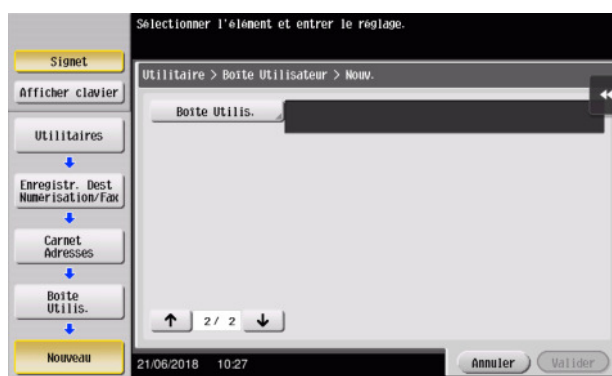 Sélectionner l'élément et entrer le réglage.
Signet
Afficher clavier
Utilitaires
Enregistr. Dest
Numérisation/Fax
Carnet
Adresses
Boîte
Utilis.
Nouveau
Utilitaire > Boîte Utilisateur > Nouv.
Boîte Utilis.
2/ 2
21/06/2018 10:27
Annuler
Valider